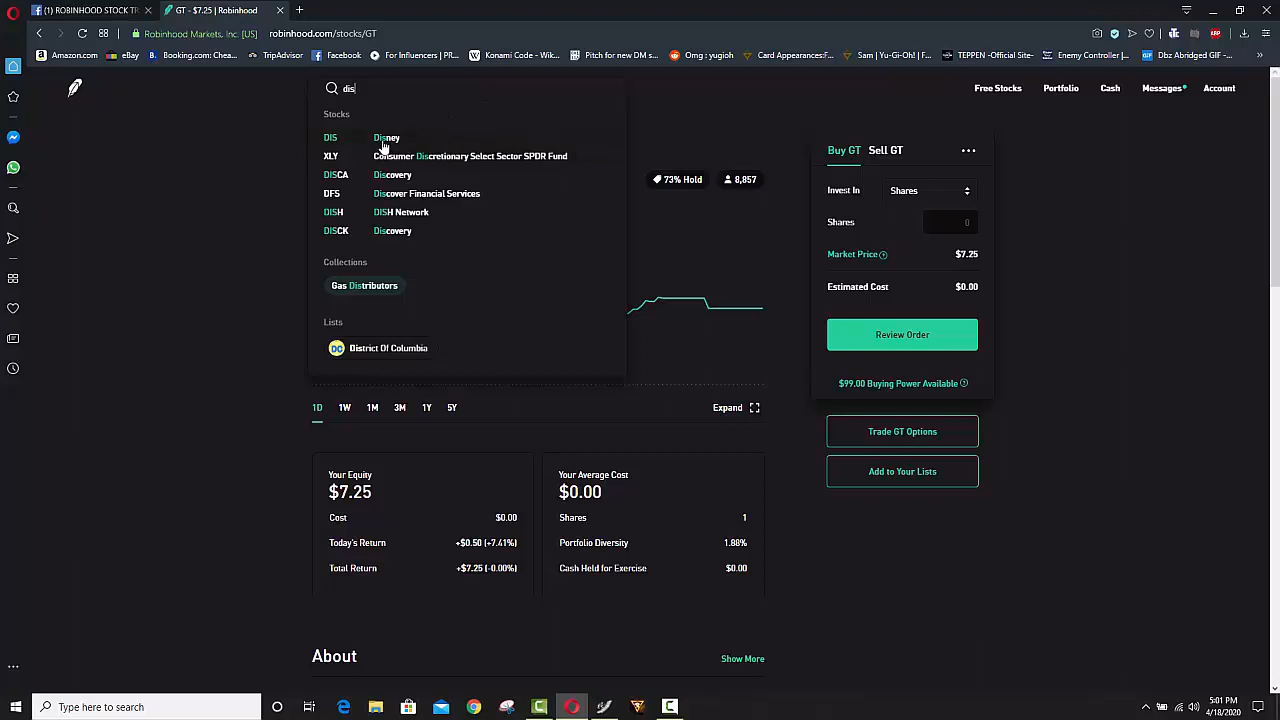 (1) ROBINHOOD STOCK TR
GT - $7.25 | Robinhood
Robinhood Markets, Inc. [US]
robinhood.com/stocks/GT
Amazon.com
eBay
Booking.com: Chea...
TripAdvisor
Facebook
For Influencers | PR...
Konami Code - Wik...
Pitch for new DM s...
Omg : yugioh
Card Appearances:F...
Sam | Yu-Gi-Oh! | F...
TEPPEN -Official Site-
Enemy Controller |...
Dbz Abridged GIF -...
dis
Free Stocks
Portfolio
Cash
Messages
Account
Stocks
DIS Disney
XLY Consumer Discretionary Select Sector SPDR Fund
DISCA Discovery
DFS Discover Financial Services
DISH DISH Network
DISCK Discovery
Collections
Gas Distributors
Lists
DC District Of Columbia
73% Hold
8,857
Buy GT
Sell GT
Invest In Shares
Shares 0
Market Price $7.25
Estimated Cost $0.00
Review Order
$99.00 Buying Power Available
Trade GT Options
Add to Your Lists
1D 1W 1M 3M 1Y 5Y
Expand
Your Equity
$7.25
Cost $0.00
Today's Return +$0.50 (+7.41%)
Total Return +$7.25 (-0.00%)
Your Average Cost
$0.00
Shares 1
Portfolio Diversity 1.88%
Cash Held for Exercise $0.00
About
Show More
Type here to search
5:01 PM
4/18/2020